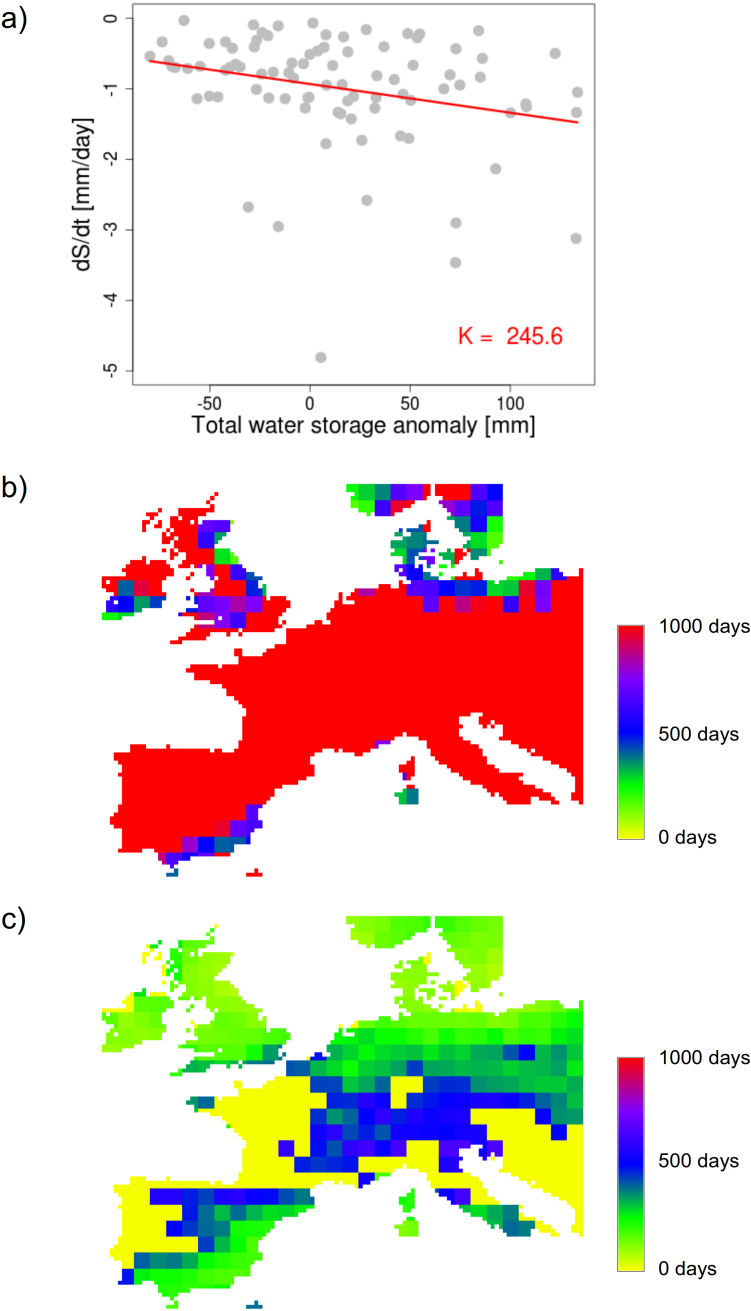 a)
0
-1
-2
-3
-4
-5
dS/dt [mm/day]
K = 245.6
-50 0 50 100
Total water storage anomaly [mm]
b)
1000 days
500 days
0 days
c)
1000 days
500 days
0 days